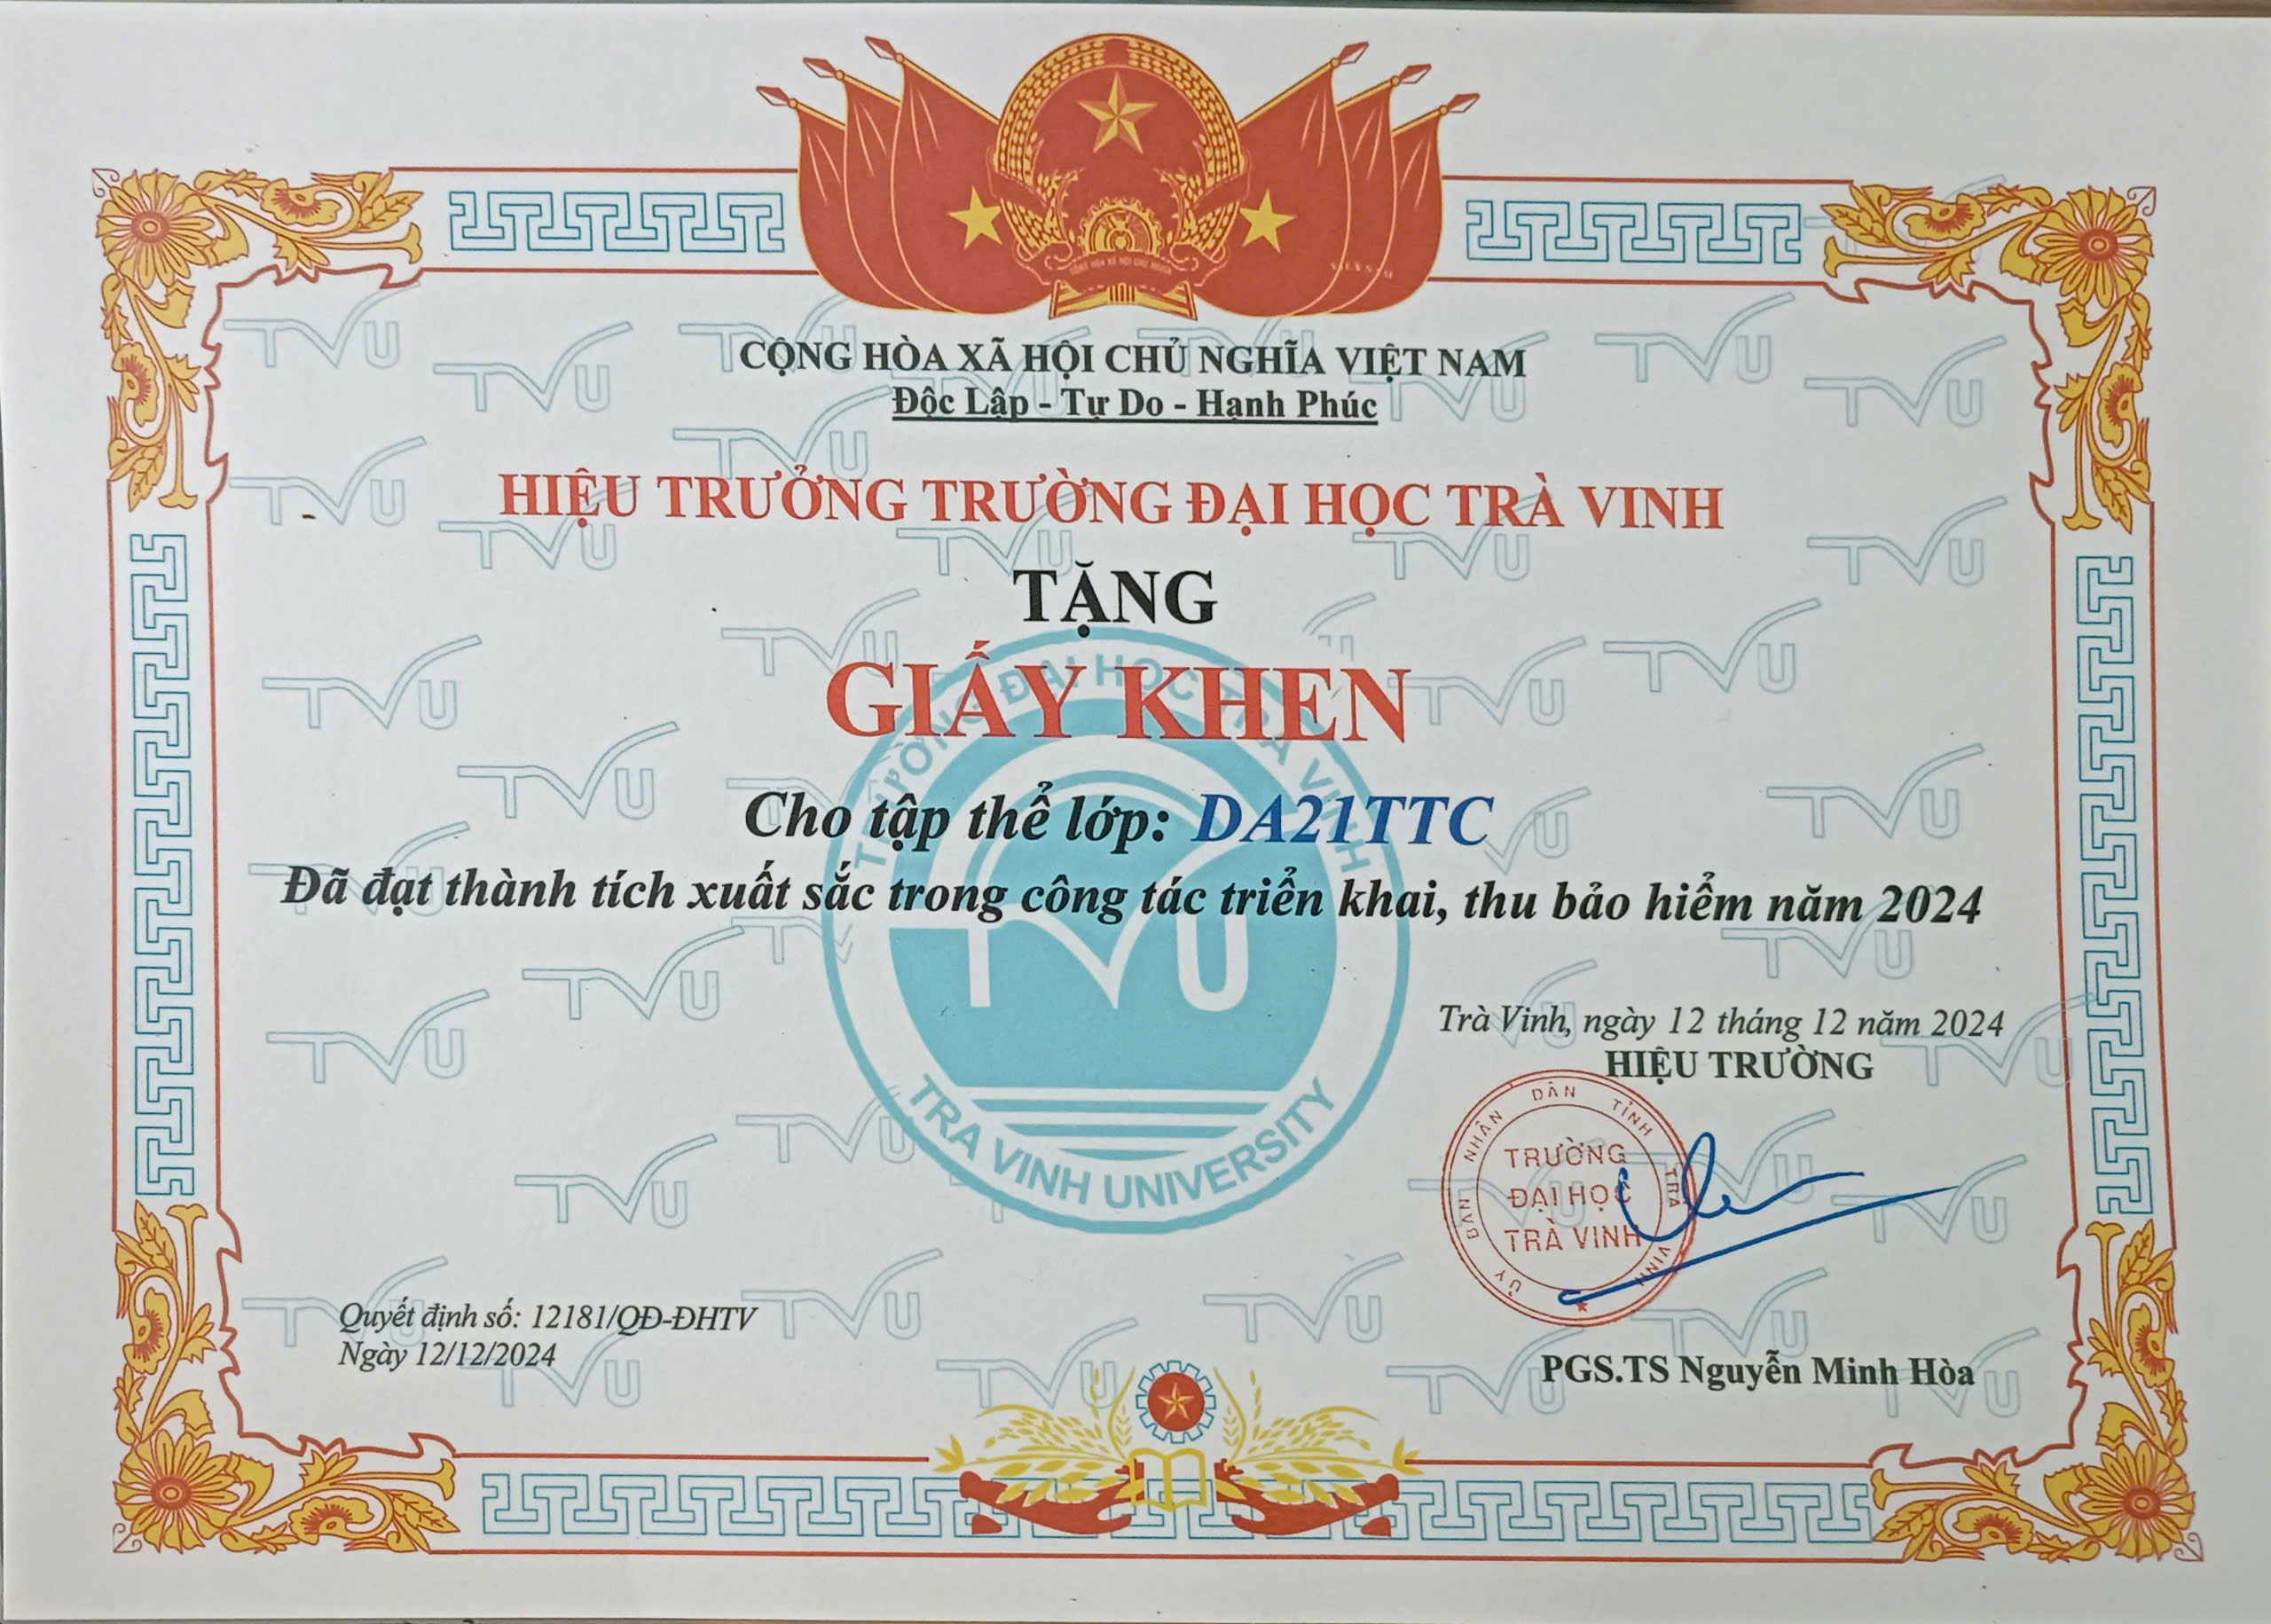 CỘNG HÒA XÃ HỘI CHỦ NGHĨA VIỆT NAM
Độc Lập - Tự Do - Hạnh Phúc
HIỆU TRƯỞNG TRƯỜNG ĐẠI HỌC TRÀ VINH
TẶNG
GIẤY KHEN
TRƯỜNG ĐẠI HỌC TRÀ VINH
Cho tập thể lớp: DA21TTC
Đã đạt thành tích xuất sắc trong công tác triển khai, thu bảo hiểm năm 2024
TVU
TRA VINH UNIVERSITY
Trà Vinh, ngày 12 tháng 12 năm 2024
HIỆU TRƯỜNG
ỦY BAN NHÂN DÂN TỈNH TRÀ VINH
TRƯỜNG
ĐẠI HỌC
TRÀ VINH
Quyết định số: 12181/QĐ-ĐHTV
Ngày 12/12/2024
PGS.TS Nguyễn Minh Hòa